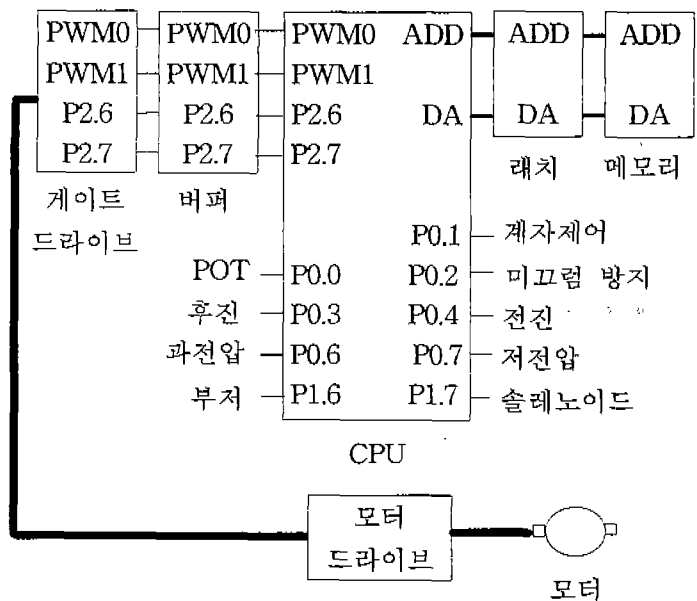 PWM0 PWM0 PWM0 ADD ADD ADD
PWM1 PWM1 PWM1
P2.6 P2.6 P2.6 DA DA DA
P2.7 P2.7 P2.7
게이트 버퍼 래치 메모리
드라이브
P0.1 계자제어
POT P0.0 P0.2 미끄럼 방지
후진 P0.3 P0.4 전진
과전압 P0.6 P0.7 저전압
부저 P1.6 P1.7 솔레노이드
CPU
모터
드라이브
모터